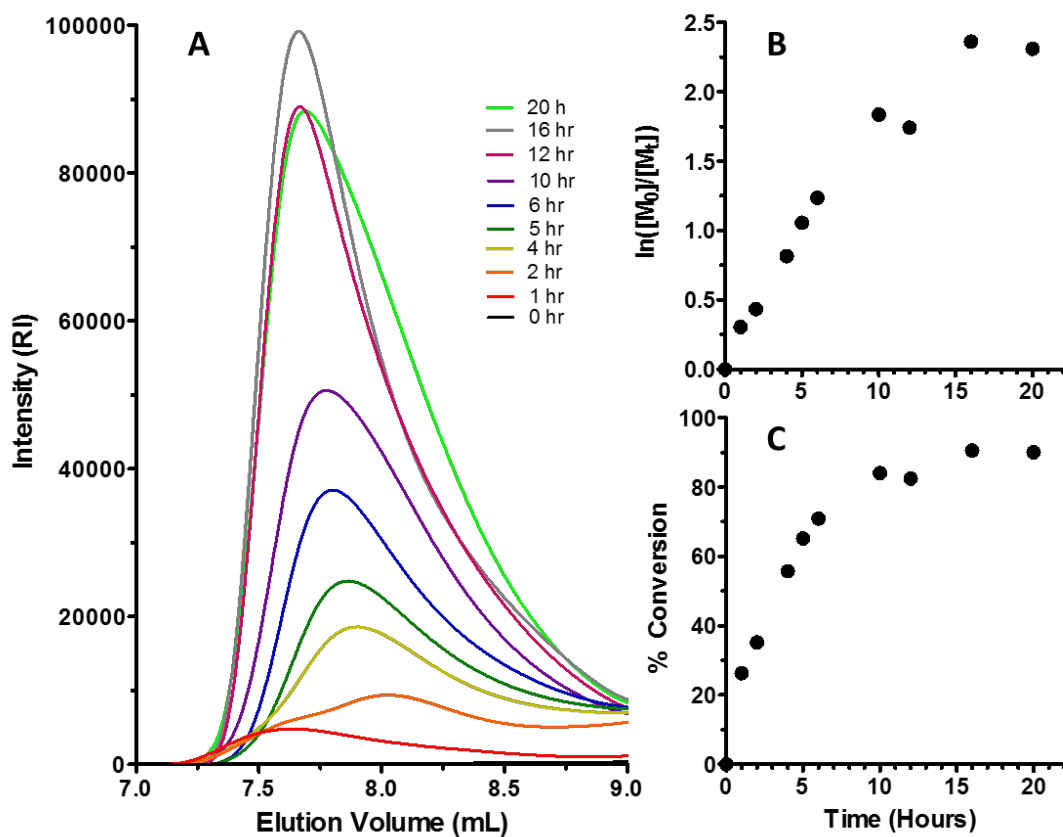 A
100000
80000
60000
40000
20000
0
Intensity (RI)
7.0 7.5 8.0 8.5 9.0
Elution Volume (mL)
20 h
16 hr
12 hr
10 hr
6 hr
5 hr
4 hr
2 hr
1 hr
0 hr
B
2.5
2.0
1.5
1.0
0.5
0.0
ln([M0]/[Mt])
0 5 10 15 20
C
100
80
60
40
20
0
% Conversion
0 2 5 10 15 20
Time (Hours)